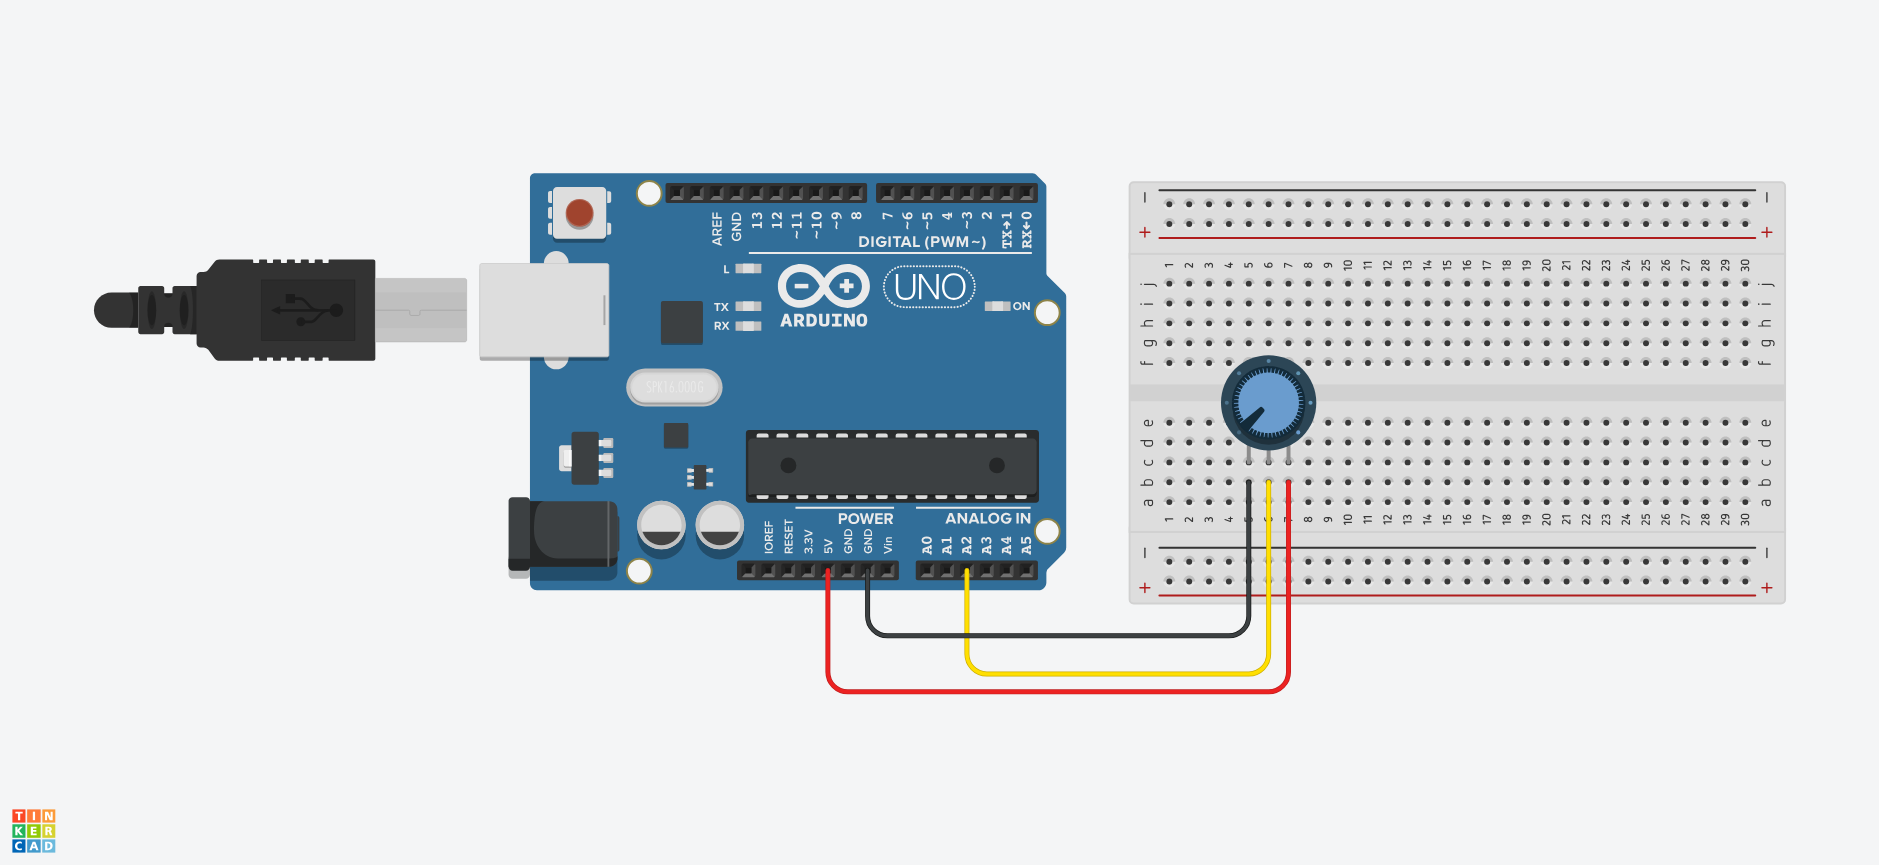 AREF
GND
13
12
~11
~10
~9
8
7
~6
~5
4
~3
2
TX→1
RX←0
DIGITAL (PWM~)
L
TX
RX
ARDUINO
UNO
ON
SPK16.000G
POWER
ANALOG IN
IOREF
RESET
3.3V
5V
GND
GND
Vin
A0
A1
A2
A3
A4
A5
− −
+ +
1 2 3 4 5 6 7 8 9 10 11 12 13 14 15 16 17 18 19 20 21 22 23 24 25 26 27 28 29 30
j j
i i
h h
g g
f f
e e
d d
c c
b b
a a
1 2 3 4 5 6 7 8 9 10 11 12 13 14 15 16 17 18 19 20 21 22 23 24 25 26 27 28 29 30
− −
+ +
TIN
KER
CAD